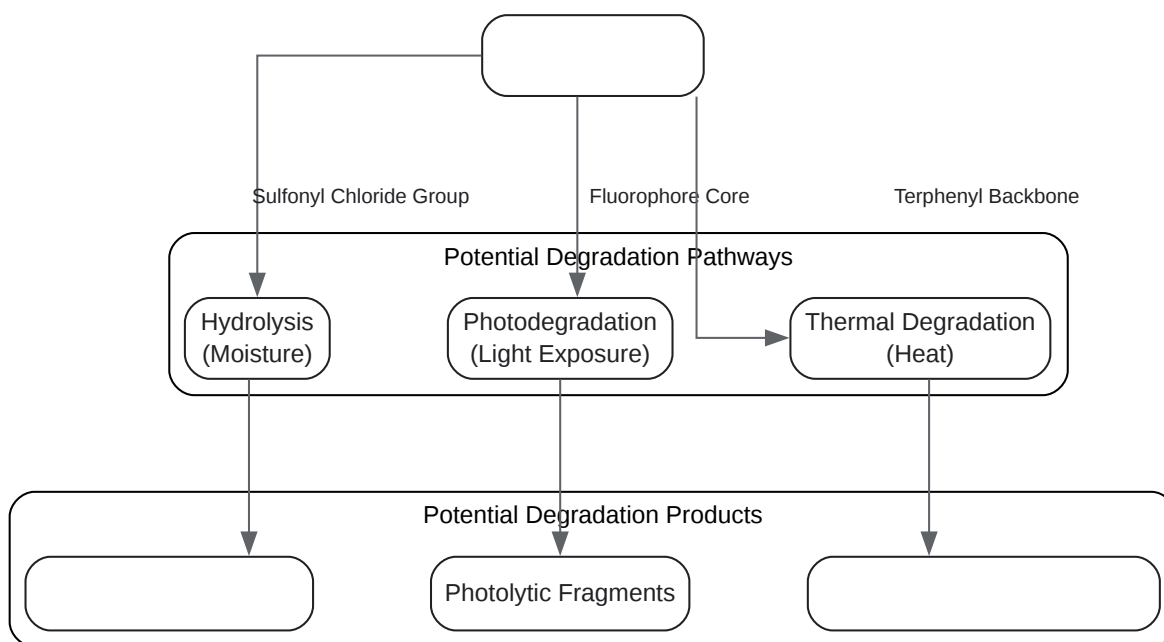 Sulfonyl Chloride Group
Fluorophore Core
Terphenyl Backbone
Potential Degradation Pathways
Hydrolysis
(Moisture)
Photodegradation
(Light Exposure)
Thermal Degradation
(Heat)
Potential Degradation Products
Photolytic Fragments